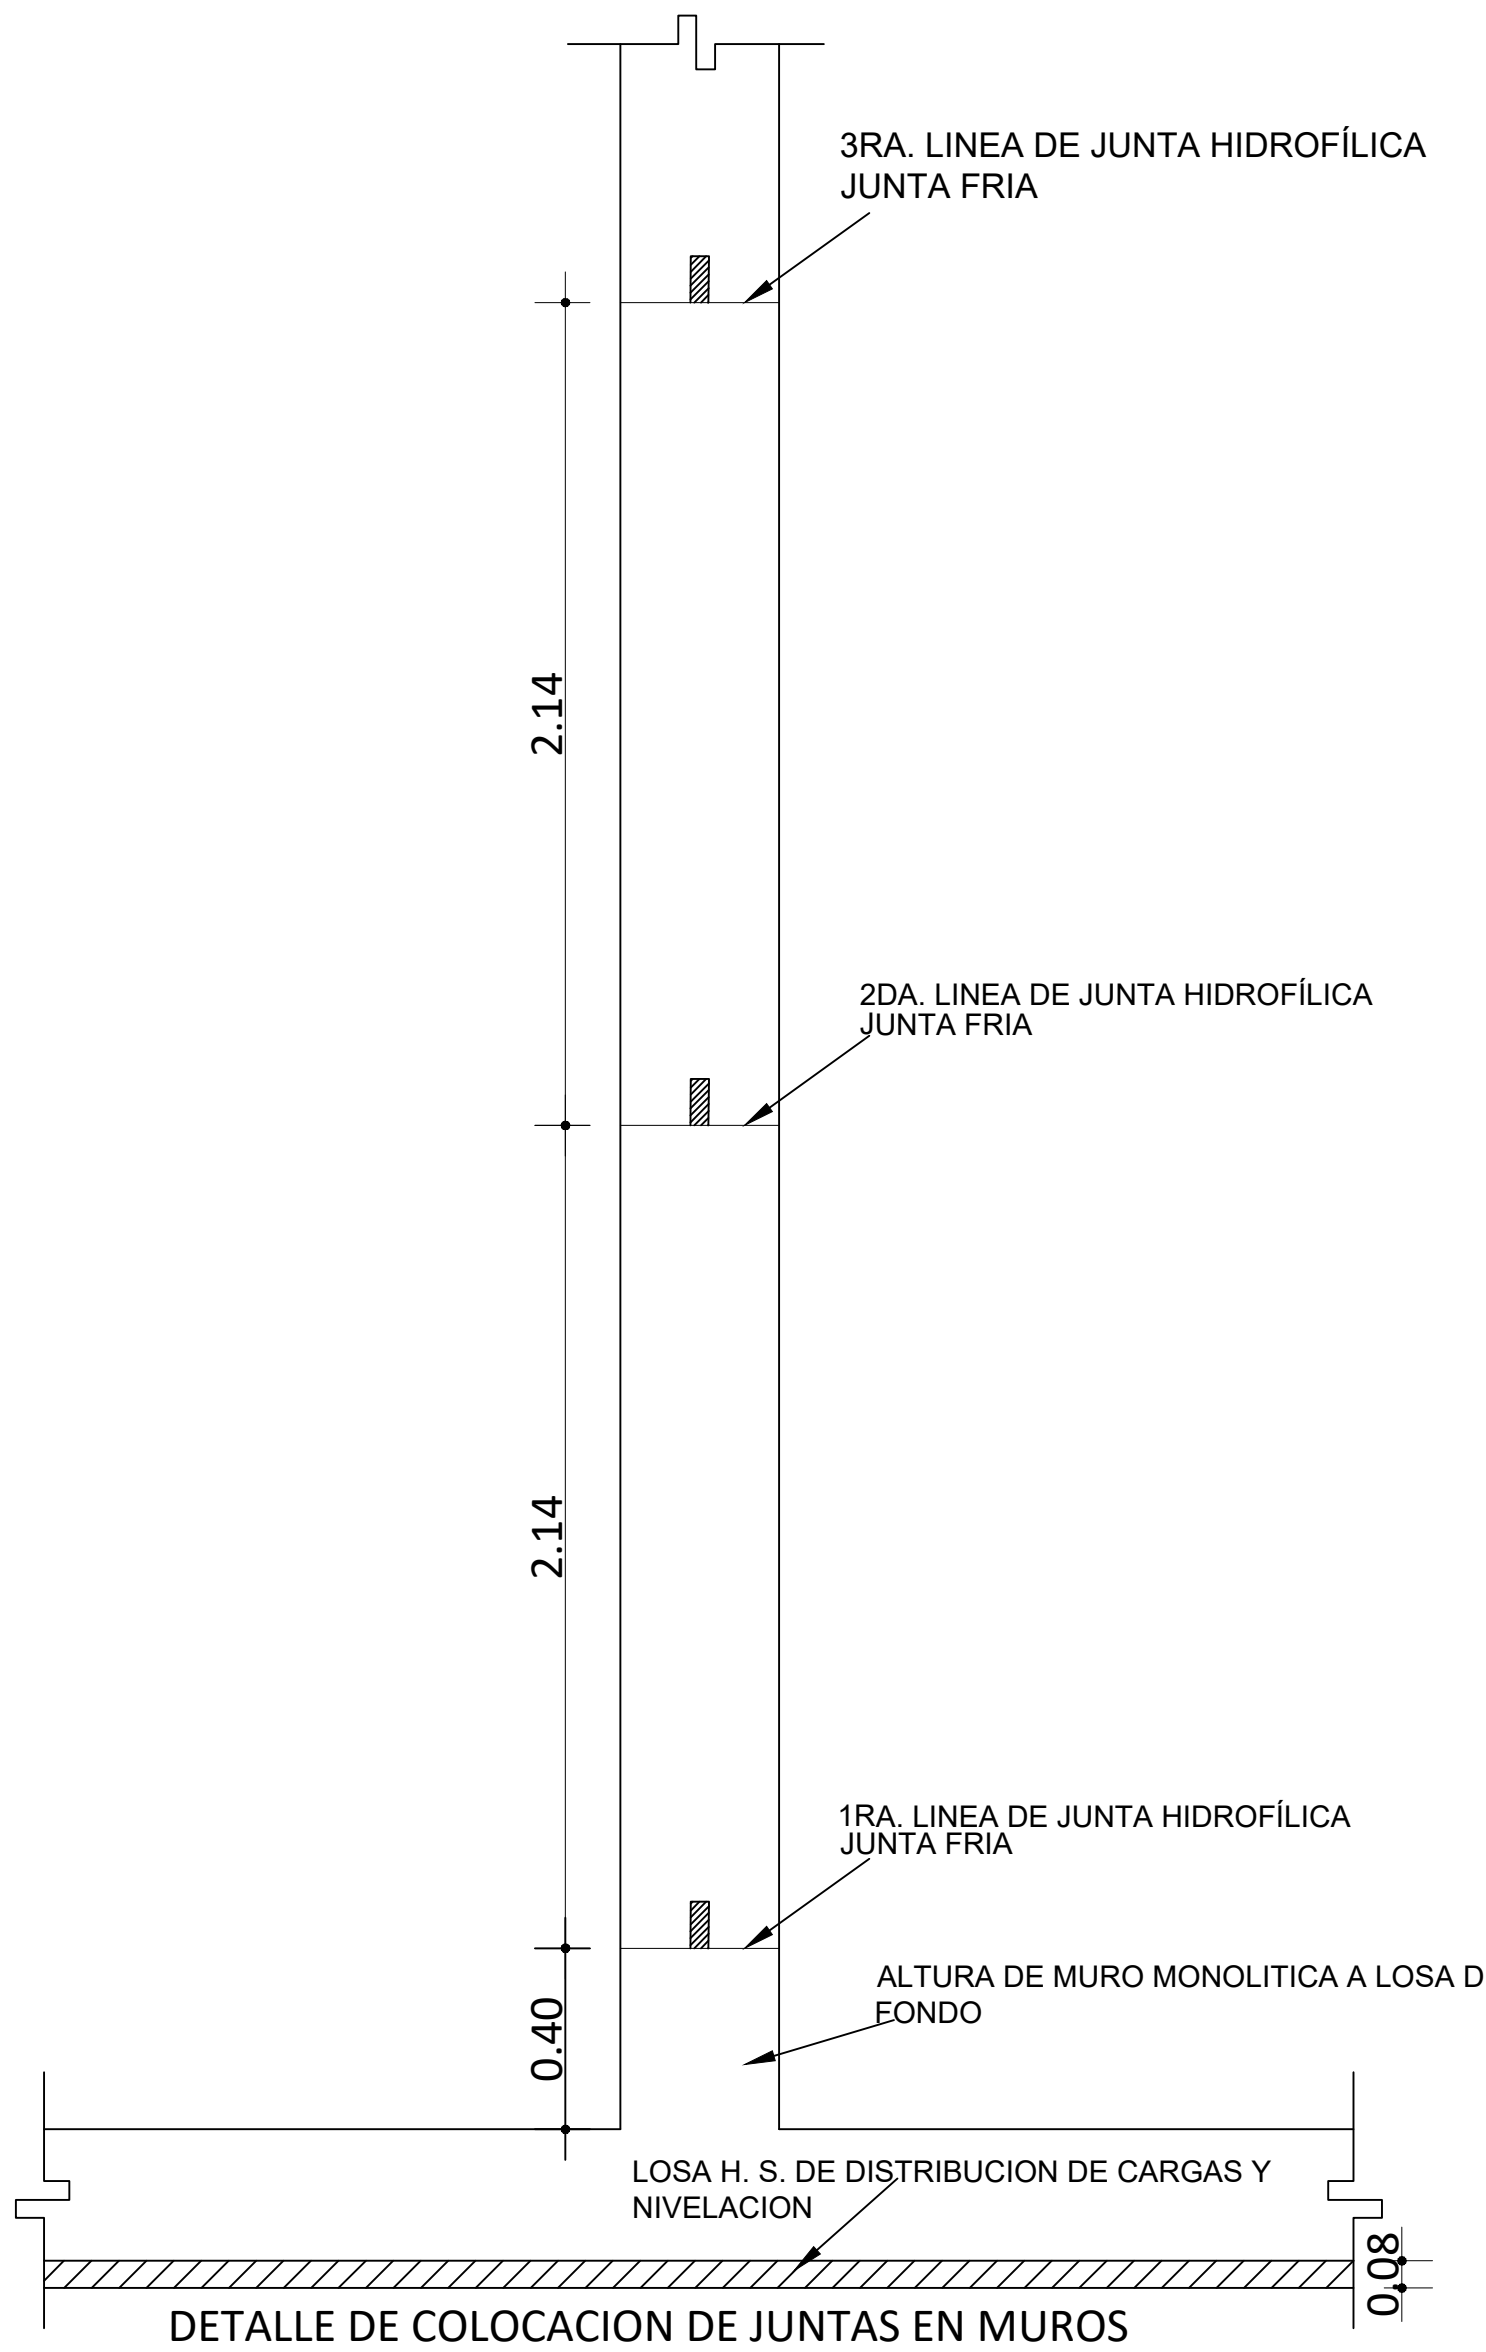 3RA. LINEA DE JUNTA HIDROFÍLICA
JUNTA FRIA
2.14
2DA. LINEA DE JUNTA HIDROFÍLICA
JUNTA FRIA
2.14
1RA. LINEA DE JUNTA HIDROFÍLICA
JUNTA FRIA
ALTURA DE MURO MONOLITICA A LOSA D
FONDO
0.40
LOSA H. S. DE DISTRIBUCION DE CARGAS Y
NIVELACION
0.08
DETALLE DE COLOCACION DE JUNTAS EN MUROS